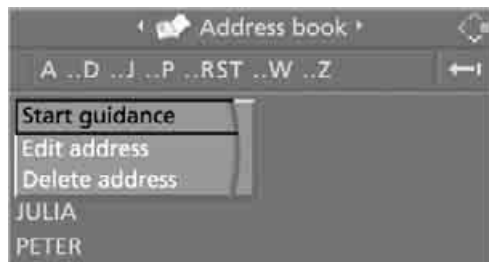 Address book
A ..D ..J ..P ..RST ..W ..Z
Start guidance
Edit address
Delete address
JULIA
PETER